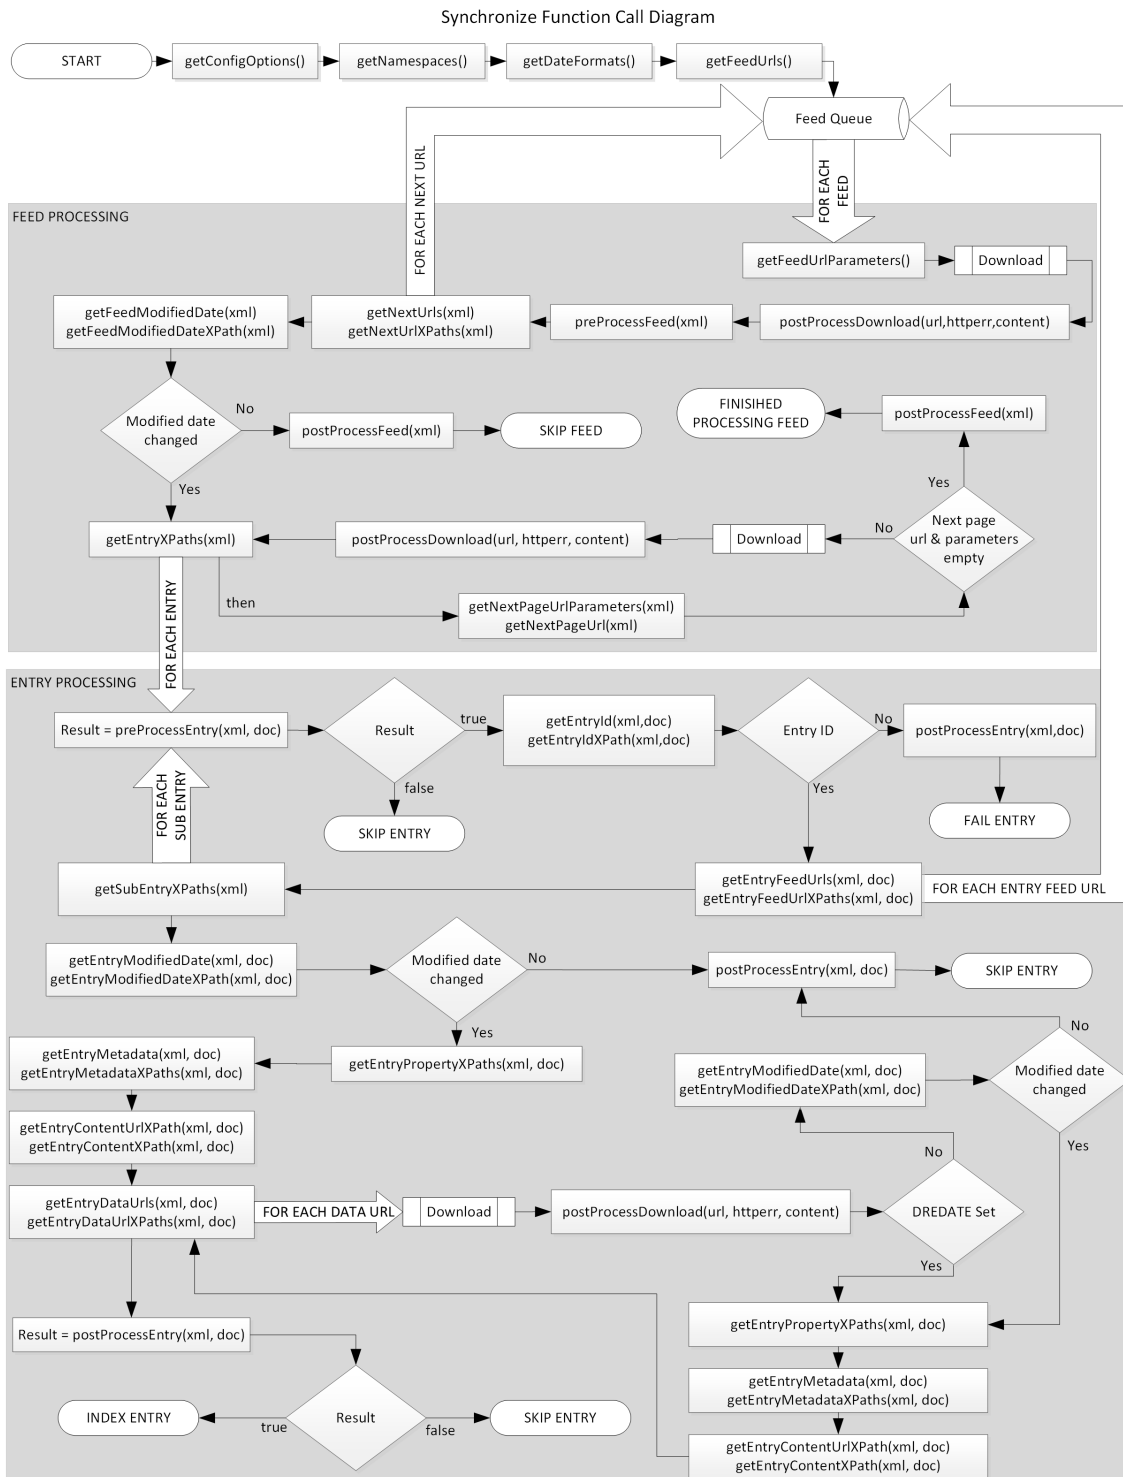 Synchronize Function Call Diagram
START
getConfigOptions()
getNamespaces()
getDateFormats()
getFeedUrls()
Feed Queue
FOR EACH
FEED
FOR EACH NEXT URL
FEED PROCESSING
getFeedUrlParameters()
Download
getFeedModifiedDate(xml)
getFeedModifiedDateXPath(xml)
getNextUrls(xml)
getNextUrlXPaths(xml)
preProcessFeed(xml)
postProcessDownload(url,httperr,content)
Modified date
changed
No
postProcessFeed(xml)
SKIP FEED
FINISIHED
PROCESSING FEED
postProcessFeed(xml)
Yes
Yes
getEntryXPaths(xml)
postProcessDownload(url, httperr, content)
Download
No
Next page
url & parameters
empty
then
getNextPageUrlParameters(xml)
getNextPageUrl(xml)
FOR EACH ENTRY
ENTRY PROCESSING
Result = preProcessEntry(xml, doc)
Result
true
false
SKIP ENTRY
getEntryId(xml,doc)
getEntryIdXPath(xml,doc)
Entry ID
No
postProcessEntry(xml,doc)
Yes
FAIL ENTRY
FOR EACH
SUB ENTRY
getSubEntryXPaths(xml)
getEntryFeedUrls(xml, doc)
getEntryFeedUrlXPaths(xml, doc)
FOR EACH ENTRY FEED URL
getEntryModifiedDate(xml, doc)
getEntryModifiedDateXPath(xml, doc)
Modified date
changed
No
postProcessEntry(xml, doc)
SKIP ENTRY
Yes
No
getEntryMetadata(xml, doc)
getEntryMetadataXPaths(xml, doc)
getEntryPropertyXPaths(xml, doc)
getEntryModifiedDate(xml, doc)
getEntryModifiedDateXPath(xml, doc)
Modified date
changed
getEntryContentUrlXPath(xml, doc)
getEntryContentXPath(xml, doc)
No
Yes
getEntryDataUrls(xml, doc)
getEntryDataUrlXPaths(xml, doc)
FOR EACH DATA URL
Download
postProcessDownload(url, httperr, content)
DREDATE Set
Yes
Result = postProcessEntry(xml, doc)
getEntryPropertyXPaths(xml, doc)
getEntryMetadata(xml, doc)
getEntryMetadataXPaths(xml, doc)
INDEX ENTRY
true
Result
false
SKIP ENTRY
getEntryContentUrlXPath(xml, doc)
getEntryContentXPath(xml, doc)